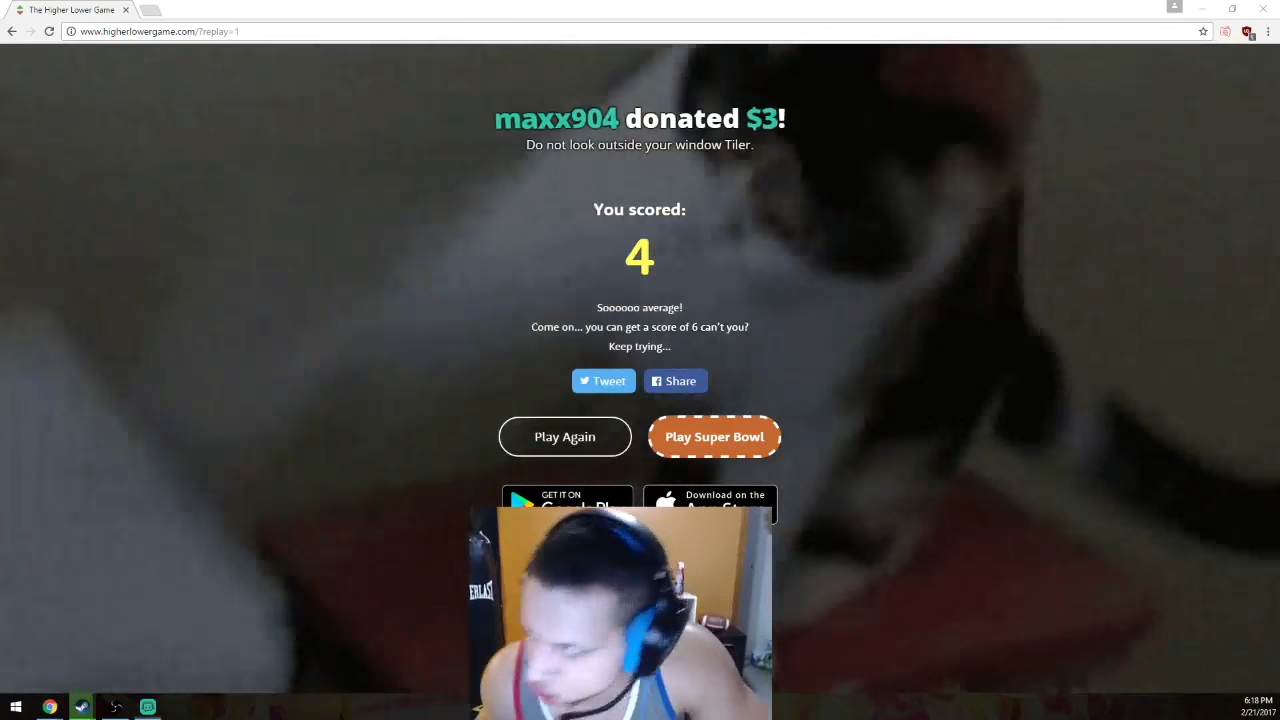 The Higher Lower Game
www.higherlowergame.com/?replay=1
maxx904 donated $3!
Do not look outside your window Tiler.
You scored:
4
Soooooo average!
Come on... you can get a score of 6 can't you?
Keep trying...
Tweet
Share
Play Again
Play Super Bowl
GET IT ON
Download on the
ERLAST
6:18 PM
2/21/2017